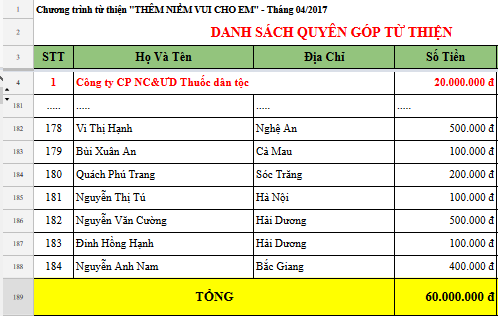 1 Chương trình từ thiện "THÊM NIỀM VUI CHO EM" - Tháng 04/2017
2 DANH SÁCH QUYÊN GÓP TỪ THIỆN
3 STT Họ Và Tên Địa Chỉ Số Tiền
4 1 Công ty CP NC&UD Thuốc dân tộc 20.000.000 đ
181 ..... ..... ..... .....
182 178 Vi Thị Hạnh Nghệ An 500.000 đ
183 179 Bùi Xuân An Cà Mau 100.000 đ
184 180 Quách Phú Trang Sóc Trăng 200.000 đ
185 181 Nguyễn Thị Tú Hà Nội 100.000 đ
186 182 Nguyễn Văn Cường Hải Dương 500.000 đ
187 183 Đinh Hồng Hạnh Hải Dương 100.000 đ
188 184 Nguyễn Anh Nam Bắc Giang 400.000 đ
189 TỔNG 60.000.000 đ